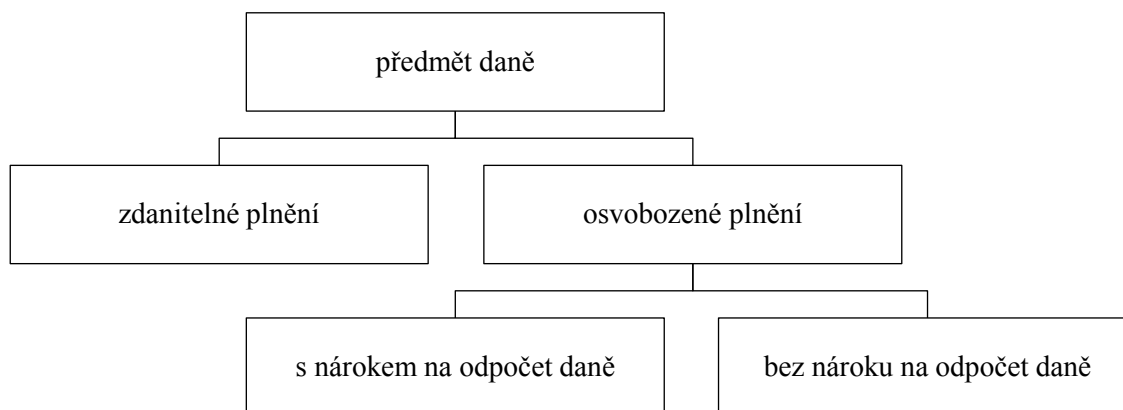 předmět daně
zdanitelné plnění
osvobozené plnění
s nárokem na odpočet daně
bez nároku na odpočet daně